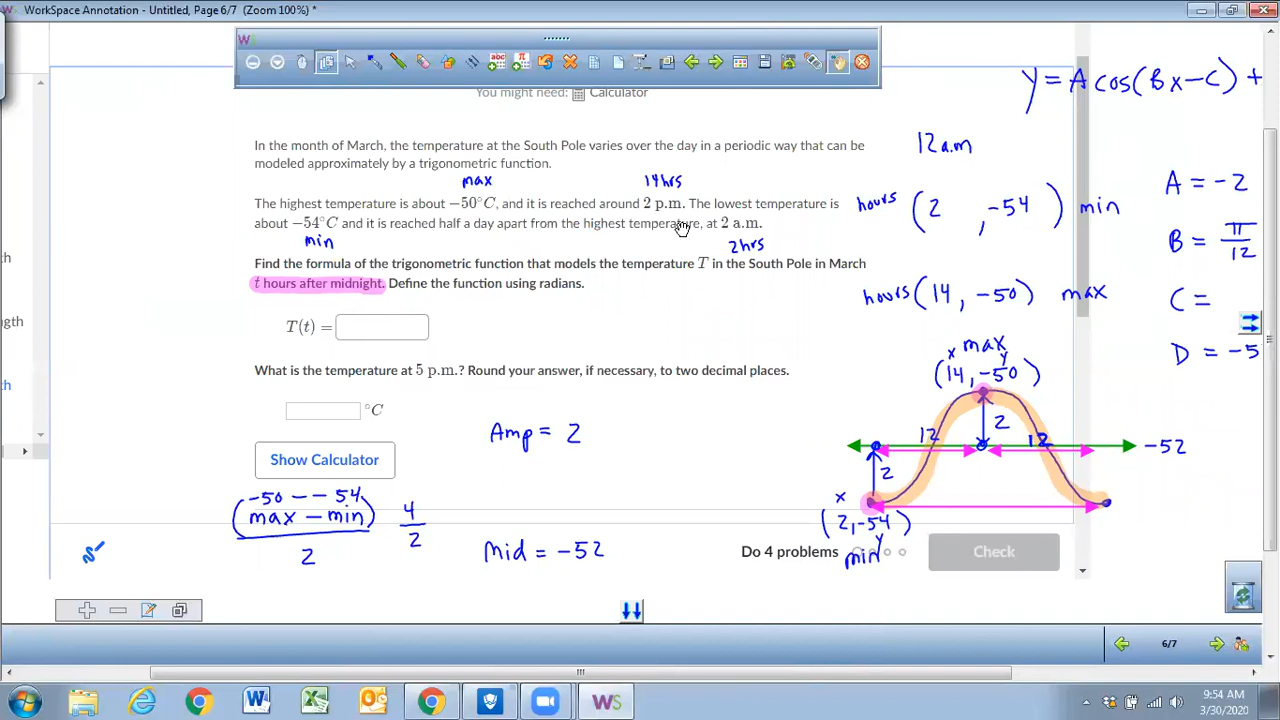 WorkSpace Annotation - Untitled, Page 6/7 (Zoom 100%) *
WS
You might need: Calculator
y = A cos(Bx - C) +
In the month of March, the temperature at the South Pole varies over the day in a periodic way that can be
modeled approximately by a trigonometric function.
12 a.m
max
14hrs
The highest temperature is about −50°C, and it is reached around 2 p.m. The lowest temperature is
about −54°C and it is reached half a day apart from the highest temperature, at 2 a.m.
min
2hrs
hours (2 , -54) min
A = -2
B = π/12
Find the formula of the trigonometric function that models the temperature T in the South Pole in March
t hours after midnight. Define the function using radians.
hours (14, -50) max
C =
D = -5
T(t) =
ngth
th
What is the temperature at 5 p.m.? Round your answer, if necessary, to two decimal places.
°C
x max y
(14, -50)
Amp = 2
12
2
12
-52
Show Calculator
2
x
(2, -54)
y
min
-50 - - 54
(max - min)
2
4
2
Mid = -52
Do 4 problems
Check
6/7
W
WS
9:54 AM
3/30/2020